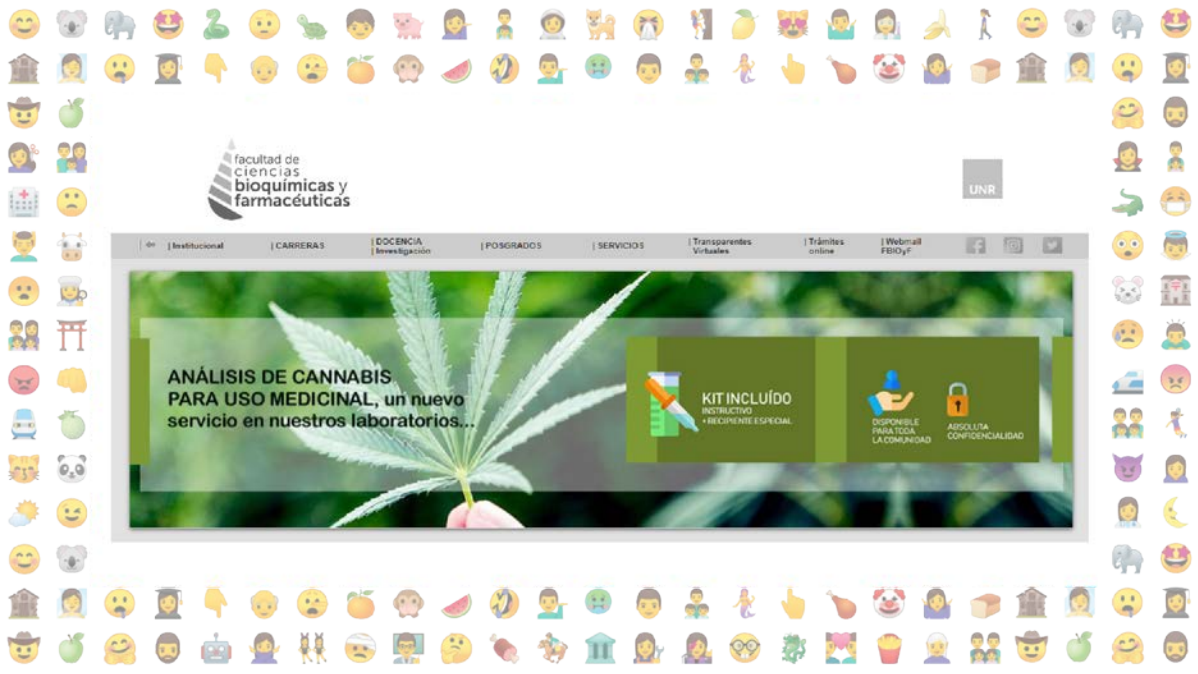 facultad de
ciencias
bioquímicas y
farmacéuticas
UNR
| Institucional
| CARRERAS
| DOCENCIA
| Investigación
| POSGRADOS
| SERVICIOS
| Transparentes
Virtuales
| Trámites
online
| Webmail
FBIOyF
ANÁLISIS DE CANNABIS
PARA USO MEDICINAL, un nuevo
servicio en nuestros laboratorios...
KIT INCLUÍDO
INSTRUCTIVO
+ RECIPIENTE ESPECIAL
DISPONIBLE
PARA TODA
LA COMUNIDAD
ABSOLUTA
CONFIDENCIALIDAD